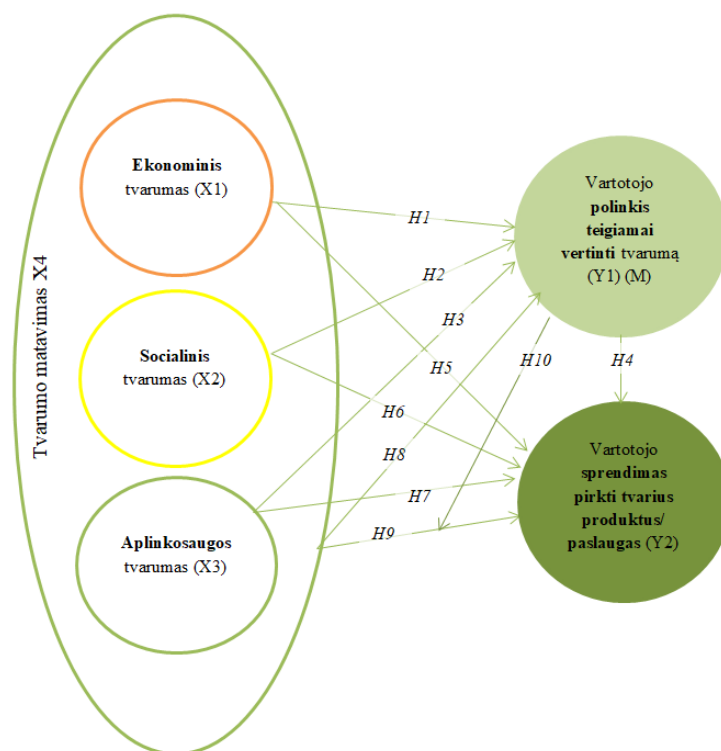 Tvarumo matavimas X4
Ekonominis
tvarumas (X1)
Socialinis
tvarumas (X2)
Aplinkosaugos
tvarumas (X3)
H1
H2
H3
H5
H6
H8
H7
H9
H10
H4
Vartotojo
polinkis
teigiamai
vertinti tvarumą
(Y1) (M)
Vartotojo
sprendimas
pirkti tvarius
produktus/
paslaugas (Y2)